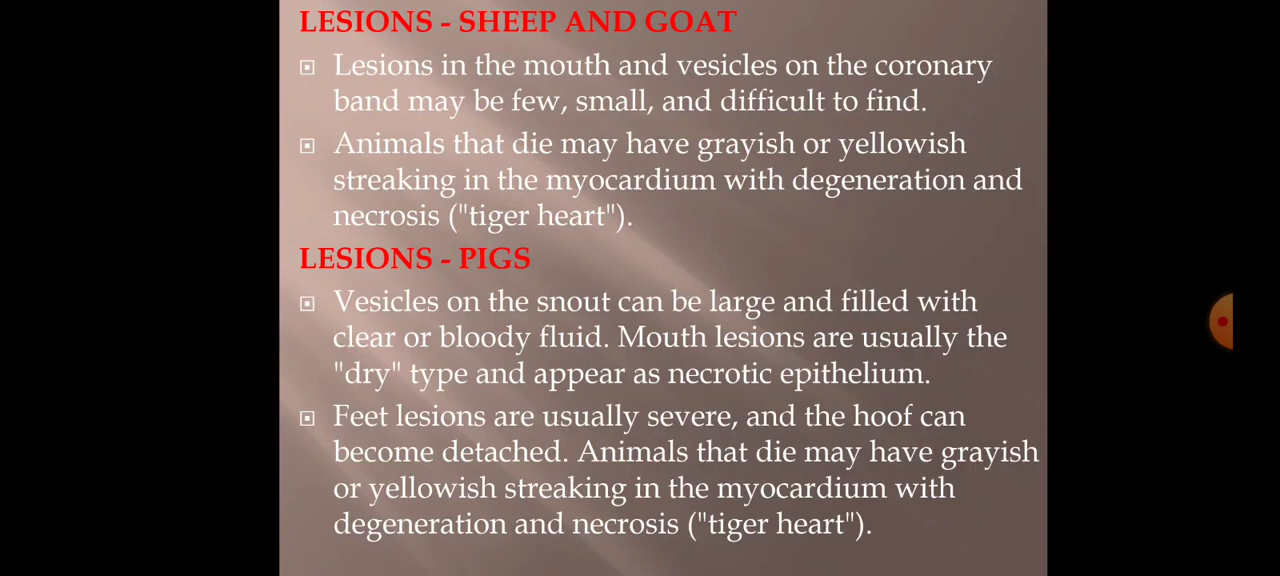 LESIONS - SHEEP AND GOAT
Lesions in the mouth and vesicles on the coronary
band may be few, small, and difficult to find.
Animals that die may have grayish or yellowish
streaking in the myocardium with degeneration and
necrosis ("tiger heart").
LESIONS - PIGS
Vesicles on the snout can be large and filled with
clear or bloody fluid. Mouth lesions are usually the
"dry" type and appear as necrotic epithelium.
Feet lesions are usually severe, and the hoof can
become detached. Animals that die may have grayish
or yellowish streaking in the myocardium with
degeneration and necrosis ("tiger heart").